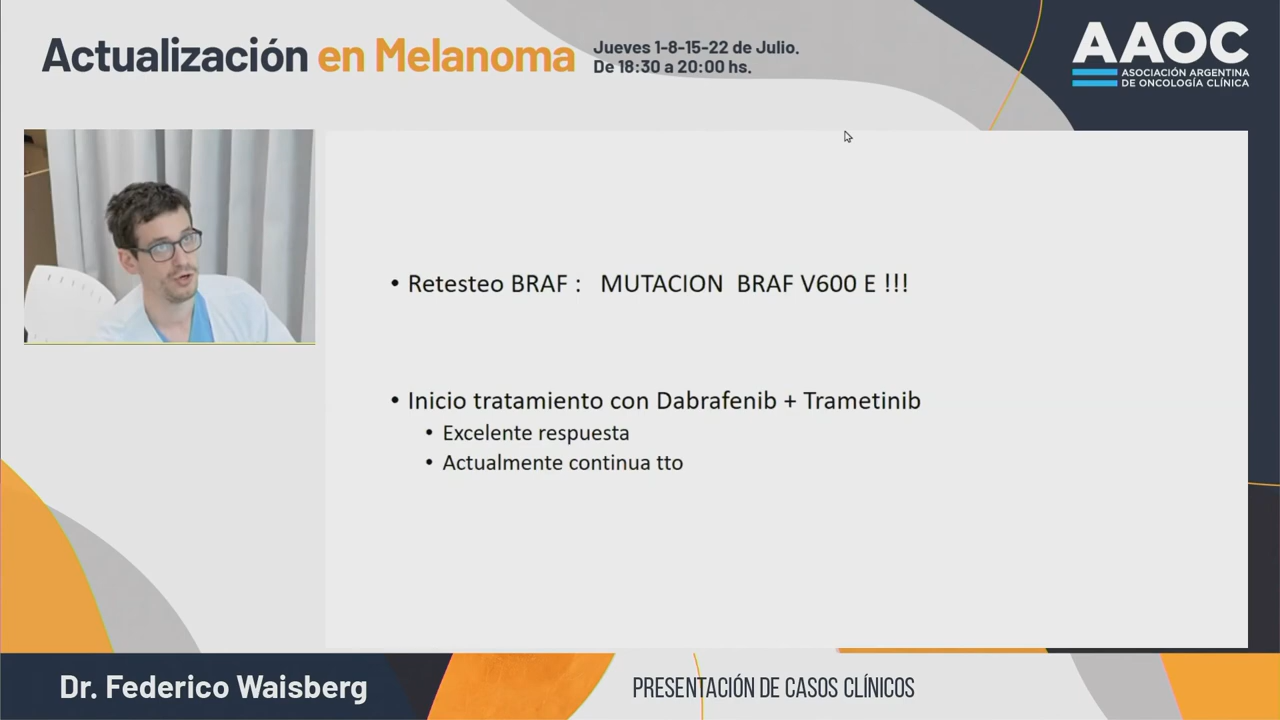 Actualización en Melanoma
Jueves 1-8-15-22 de Julio.
De 18:30 a 20:00 hs.
AAOC
ASOCIACIÓN ARGENTINA
DE ONCOLOGÍA CLÍNICA
• Retesteo BRAF : MUTACION BRAF V600 E !!!
• Inicio tratamiento con Dabrafenib + Trametinib
• Excelente respuesta
• Actualmente continua tto
Dr. Federico Waisberg
PRESENTACIÓN DE CASOS CLÍNICOS